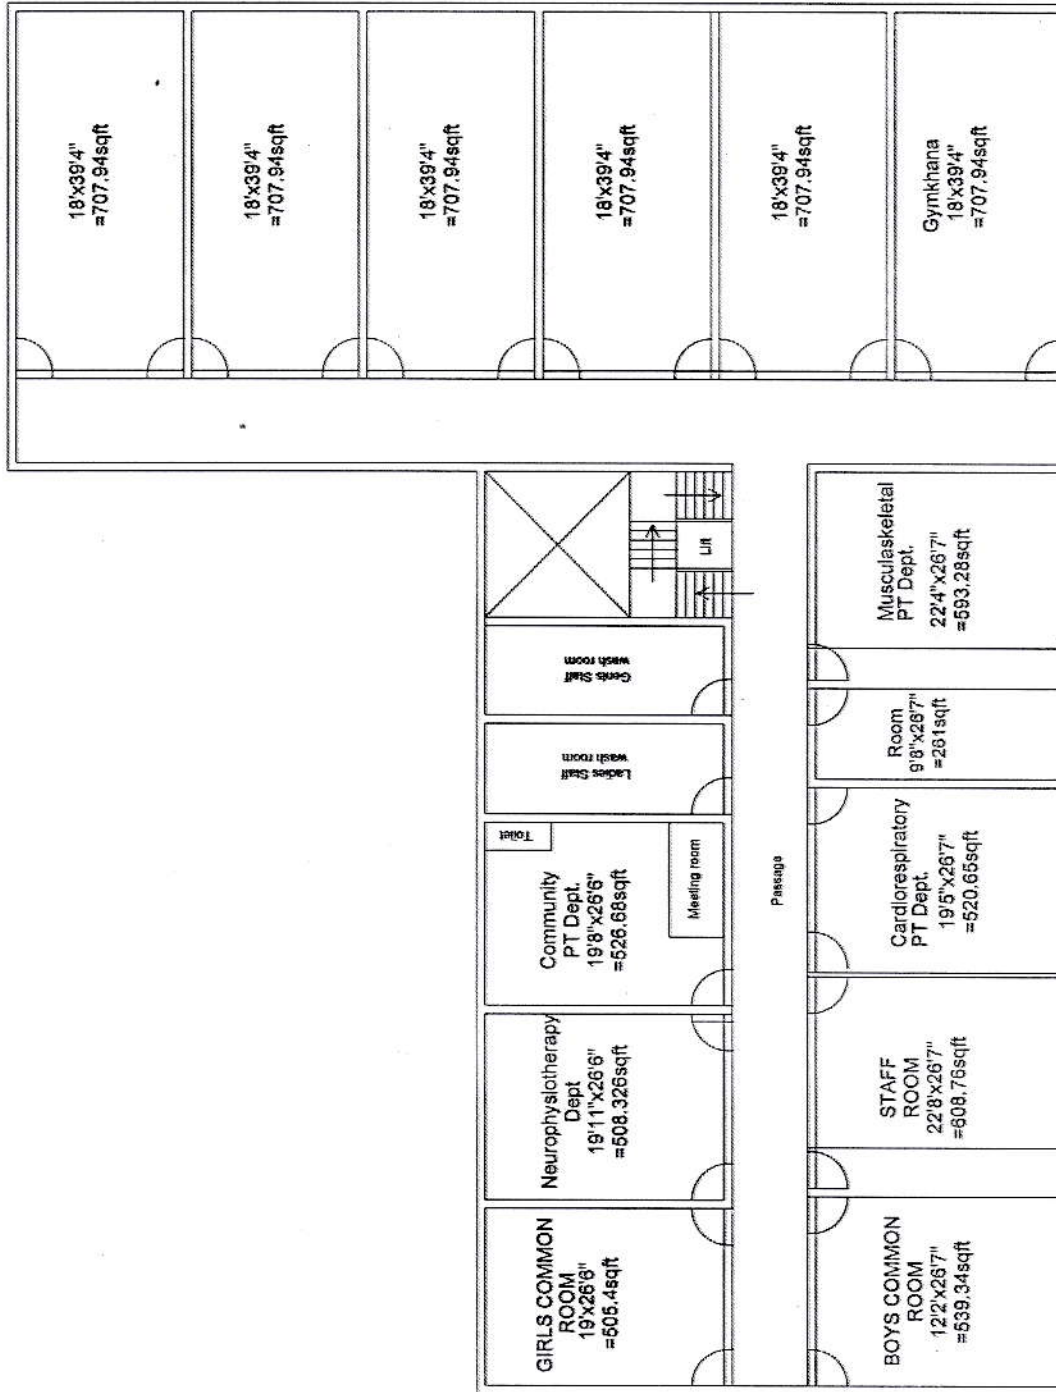 18'x39'4"
=707.94sqft
18'x39'4"
=707.94sqft
18'x39'4"
=707.94sqft
18'x39'4"
=707.94sqft
18'x39'4"
=707.94sqft
Gymkhana
18'x39'4"
=707.94sqft
Lift
Gents Staff
wash room
Ladies Staff
wash room
Toilet
Meeting room
Community
PT Dept.
19'8"x26'6"
=526.68sqft
Neurophysiotherapy
Dept
19'11"x26'6"
=508.326sqft
GIRLS COMMON
ROOM
19'x26'6"
=505.4sqft
Passage
Musculaskeletal
PT Dept.
22'4"x26'7"
=593.28sqft
Room
9'8"x26'7"
=261sqft
Cardiorespiratory
PT Dept.
19'5"x26'7"
=520.65sqft
STAFF
ROOM
22'8'x26'7"
=608.76sqft
BOYS COMMON
ROOM
12'2'x26'7"
=539.34sqft